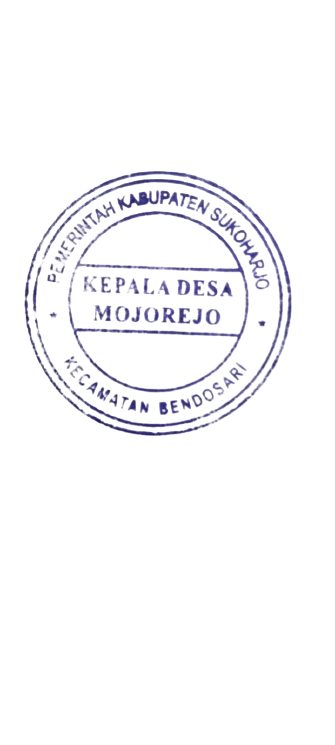 PEMERINTAH KABUPATEN SUKOHARJO
KEPALA DESA
MOJOREJO
KECAMATAN BENDOSARI